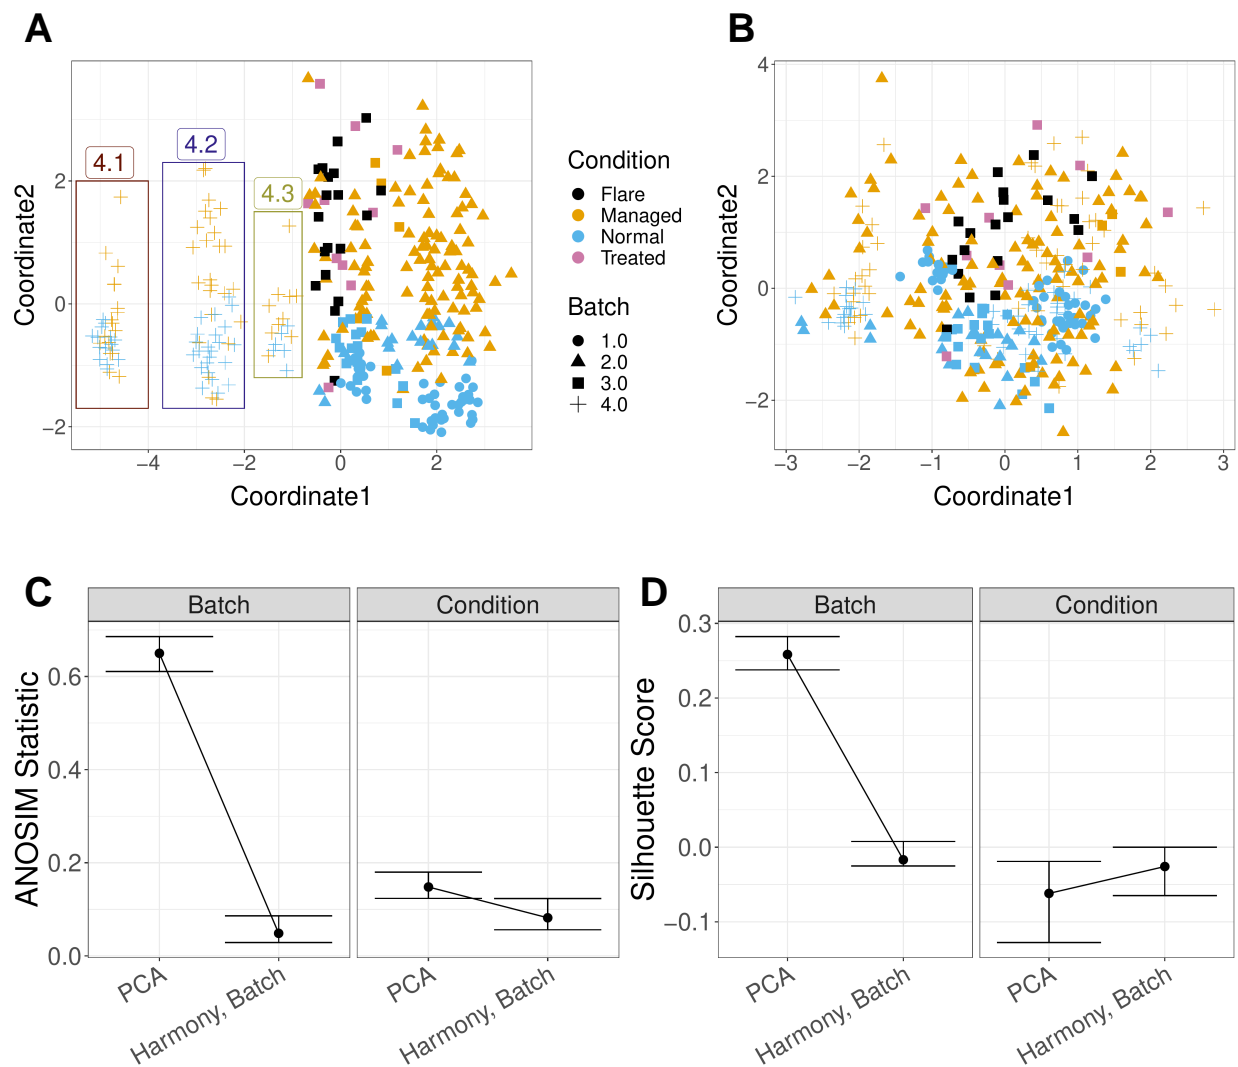 A
B
4.1
4.2
4.3
2
0
−2
Coordinate2
−4
−2
0
2
Coordinate1
Condition
Flare
Managed
Normal
Treated
Batch
1.0
2.0
3.0
4.0
4
2
0
−2
Coordinate2
−3
−2
−1
0
1
2
3
Coordinate1
C
Batch
Condition
0.6
0.4
0.2
0.0
ANOSIM Statistic
PCA
Harmony, Batch
PCA
Harmony, Batch
D
Batch
Condition
0.3
0.2
0.1
0.0
−0.1
Silhouette Score
PCA
Harmony, Batch
PCA
Harmony, Batch